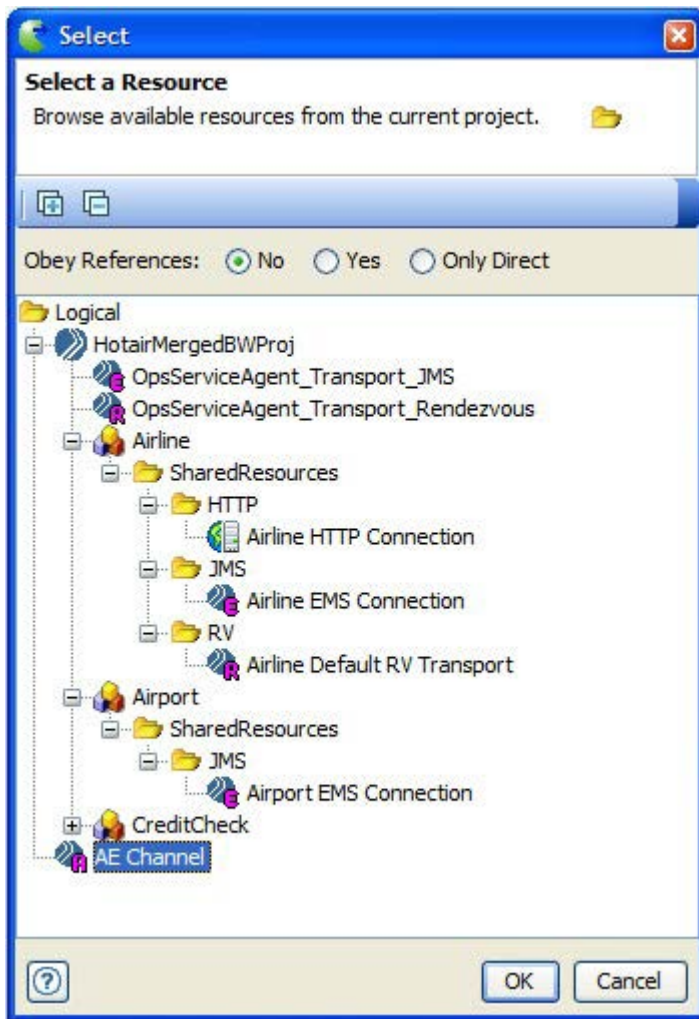 Select
Select a Resource
Browse available resources from the current project.
Obey References: No Yes Only Direct
Logical
HotairMergedBWProj
OpsServiceAgent_Transport_JMS
OpsServiceAgent_Transport_Rendezvous
Airline
SharedResources
HTTP
Airline HTTP Connection
JMS
Airline EMS Connection
RV
Airline Default RV Transport
Airport
SharedResources
JMS
Airport EMS Connection
CreditCheck
AE Channel
OK Cancel